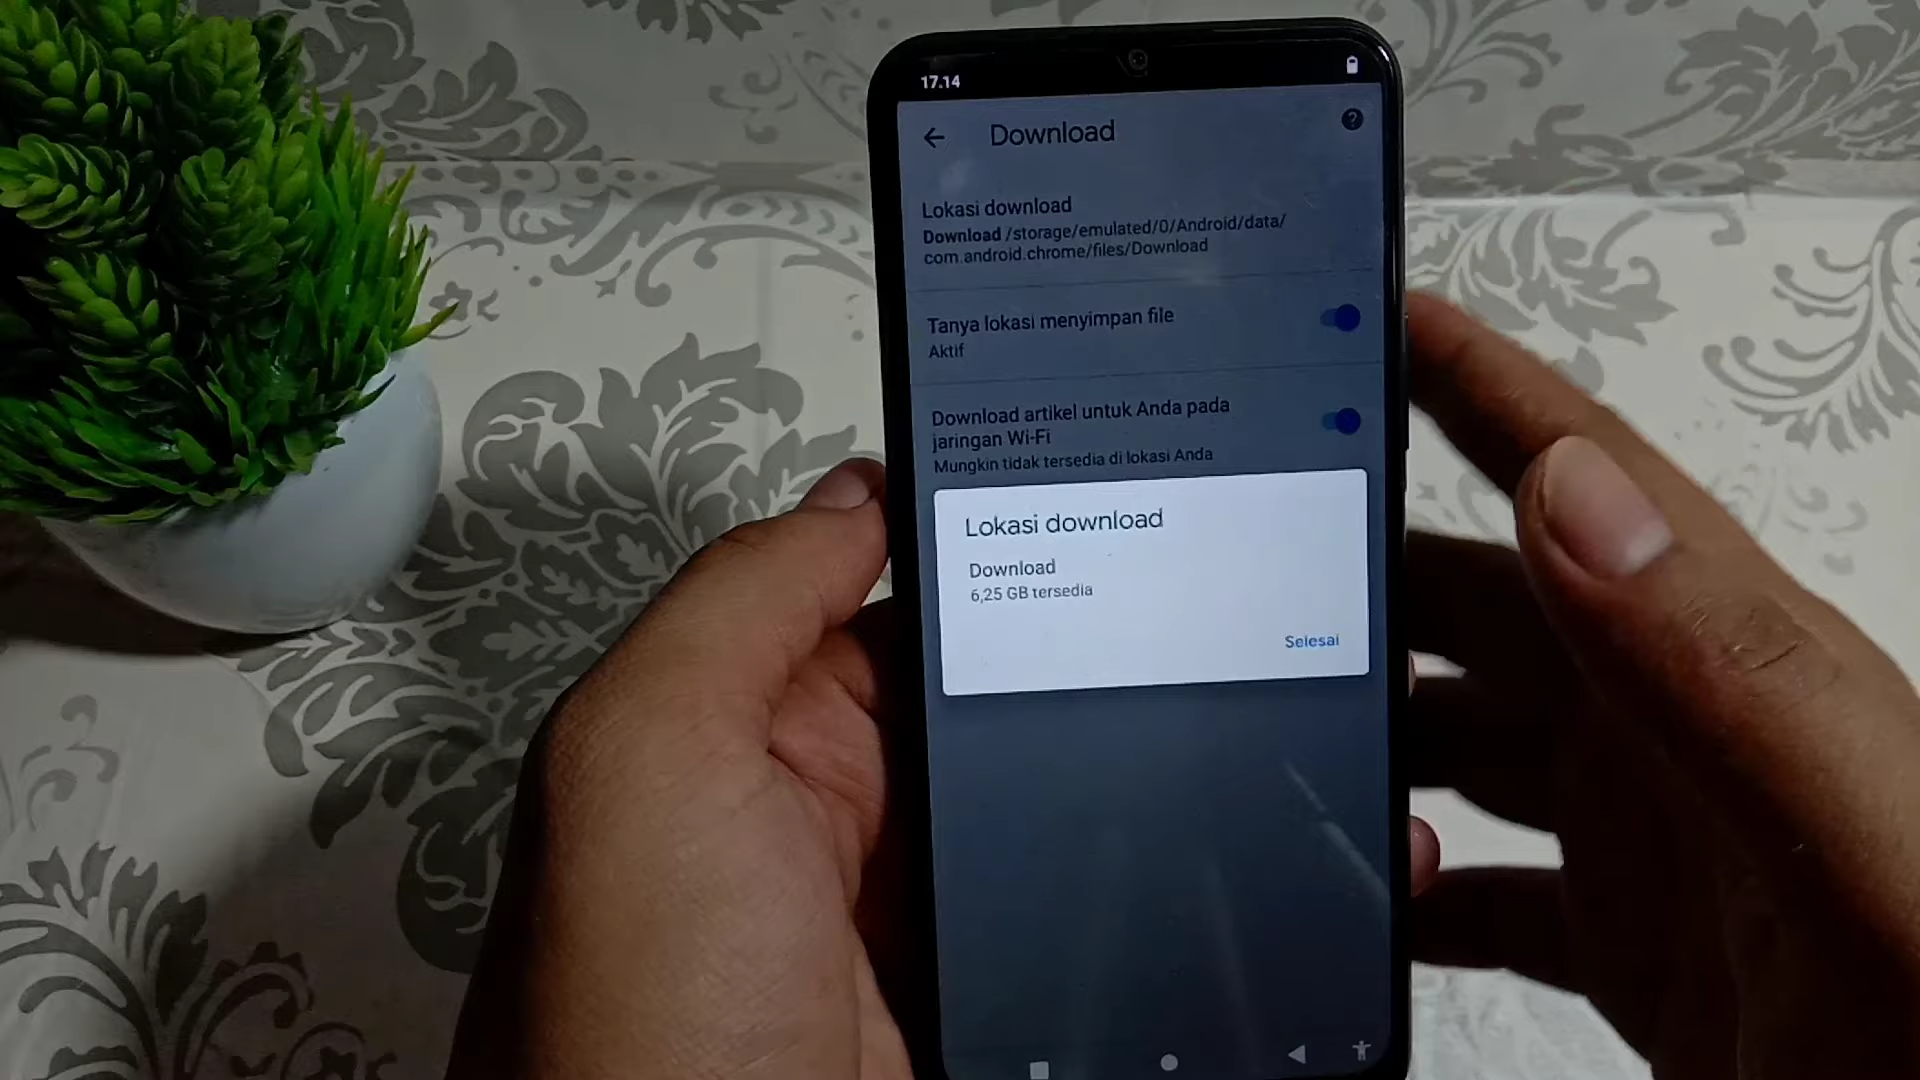 17.14
Download
Lokasi download
Download /storage/emulated/0/Android/data/
com.android.chrome/files/Download
Tanya lokasi menyimpan file
Aktif
Download artikel untuk Anda pada
jaringan Wi-Fi
Mungkin tidak tersedia di lokasi Anda
Lokasi download
Download
6,25 GB tersedia
Selesai